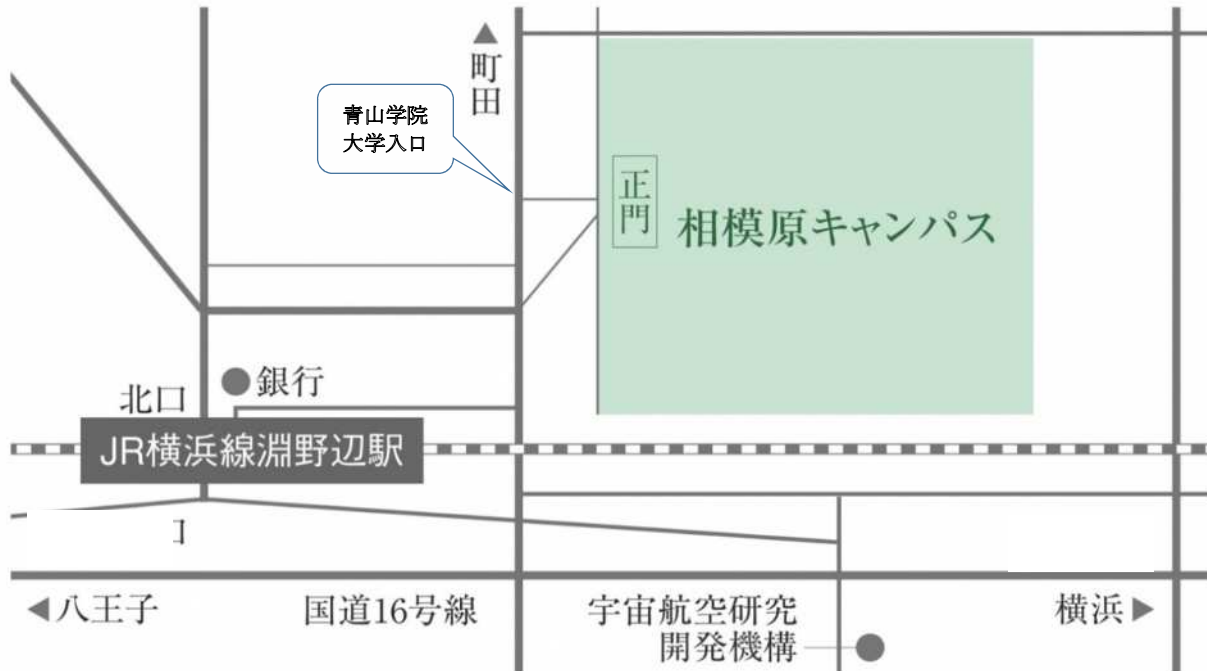 ▲町田
青山学院
大学入口
正門
相模原キャンパス
北口
●銀行
JR横浜線淵野辺駅
◀八王子
国道16号線
宇宙航空研究
開発機構
横浜▶